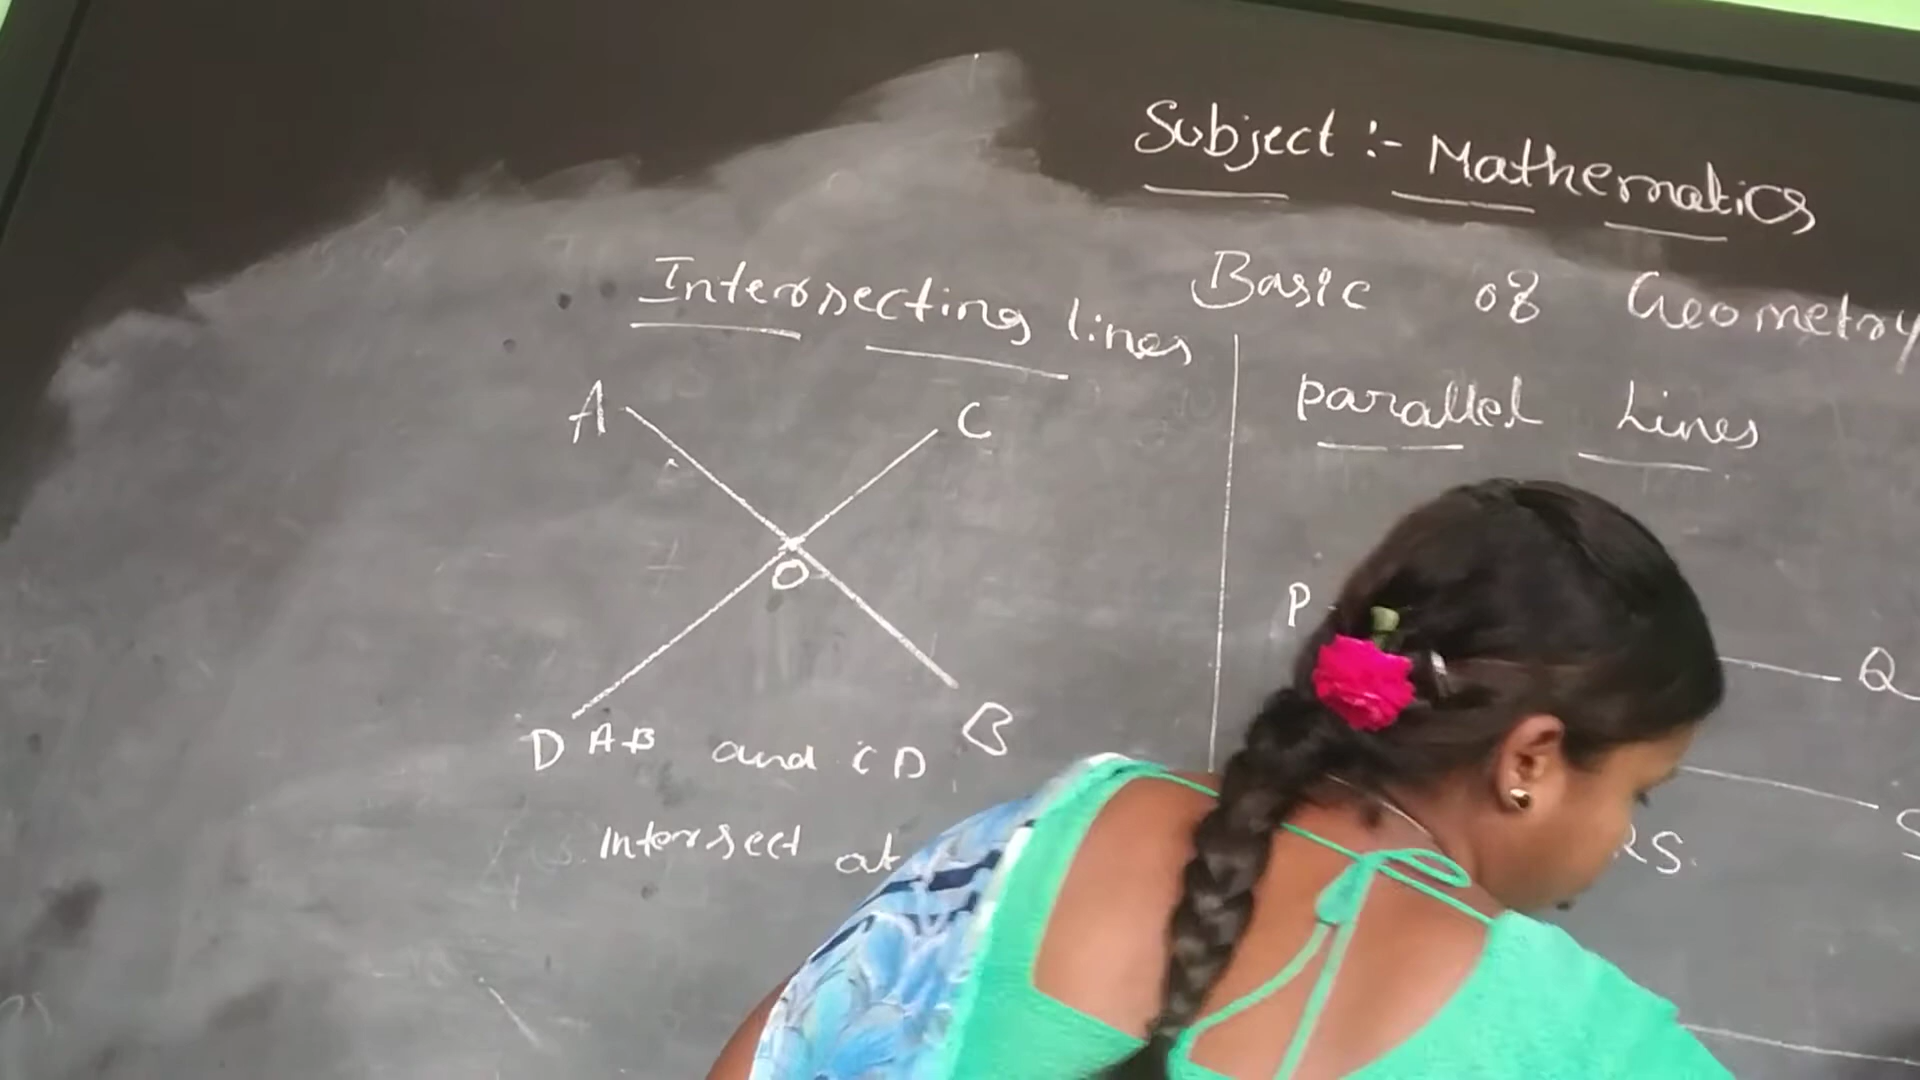 Subject :- Mathematics
Basic of Geometry
Intersecting lines
A
C
O
D
B
AB and CD
Intersect at
parallel Lines
P
Q
S
RS.